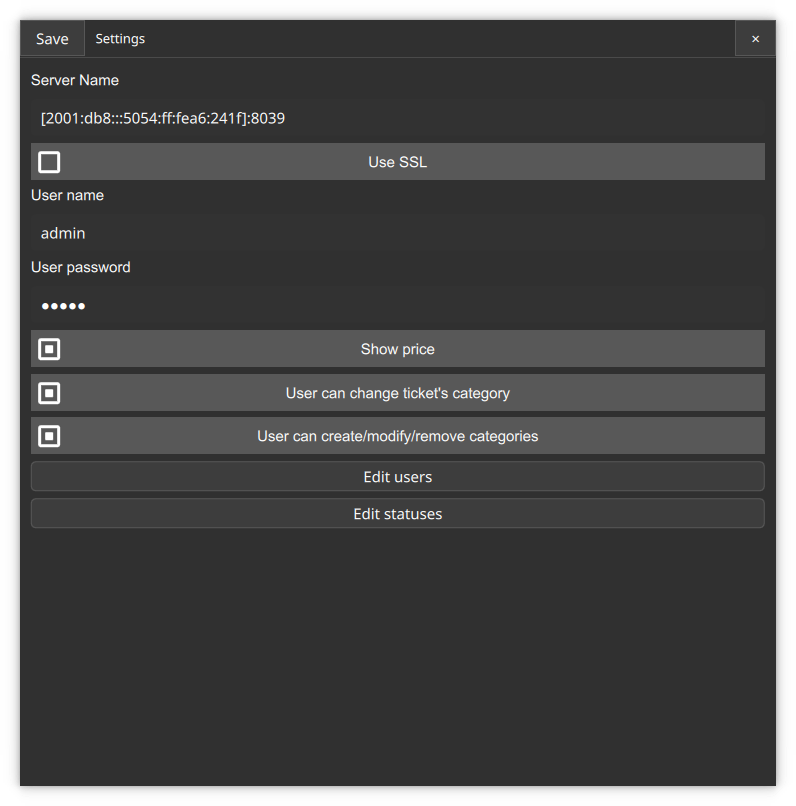 Save Settings ×
Server Name
[2001:db8:::5054:ff:fea6:241f]:8039
Use SSL
User name
admin
User password
●●●●●
Show price
User can change ticket's category
User can create/modify/remove categories
Edit users
Edit statuses